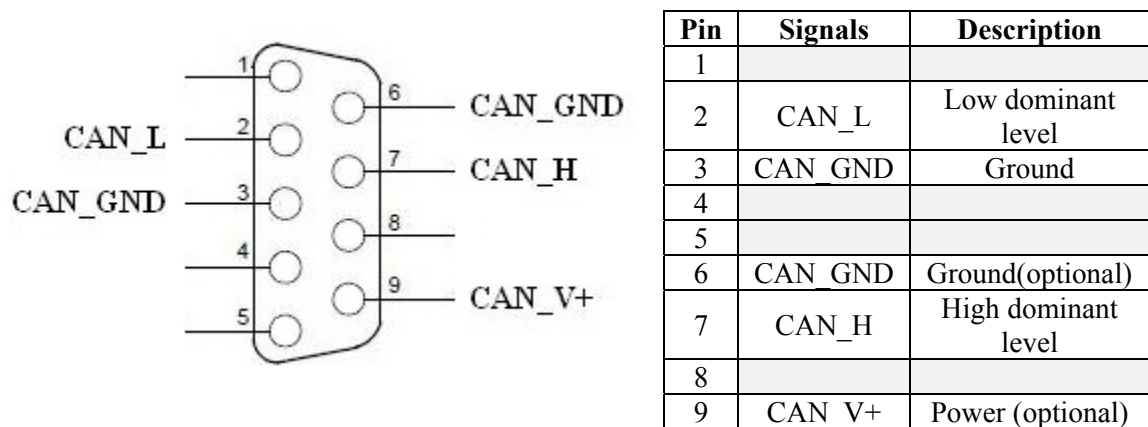 1
6
CAN_GND
CAN_L
2
7
CAN_H
CAN_GND
3
8
4
9
CAN_V+
5
Pin Signals Description
1
2 CAN_L Low dominant
level
3 CAN_GND Ground
4
5
6 CAN_GND Ground(optional)
7 CAN_H High dominant
level
8
9 CAN_V+ Power (optional)